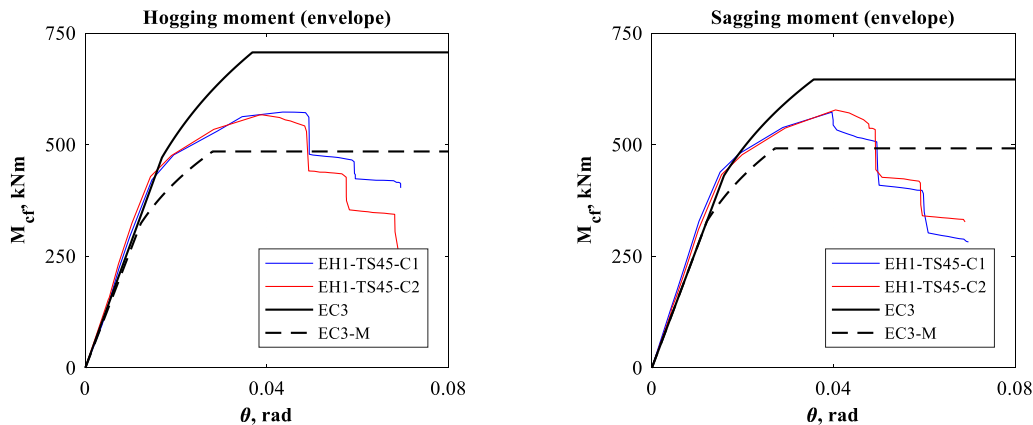 Hogging moment (envelope)
750
500
250
0
0
0.04
0.08
M_cf, kNm
θ, rad
EH1-TS45-C1
EH1-TS45-C2
EC3
EC3-M
Sagging moment (envelope)
750
500
250
0
0
0.04
0.08
M_cf, kNm
θ, rad
EH1-TS45-C1
EH1-TS45-C2
EC3
EC3-M